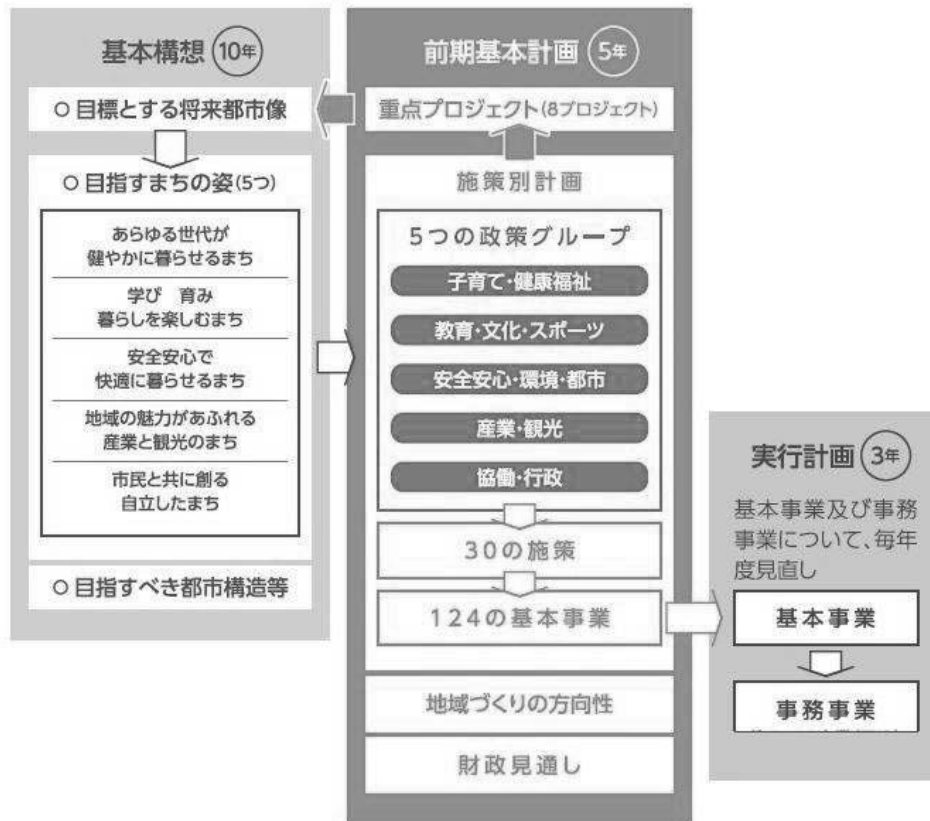 基本構想 10年
○ 目標とする将来都市像
○ 目指すまちの姿(5つ)
あらゆる世代が
健やかに暮らせるまち
学び 育み
暮らしを楽しむまち
安全安心で
快適に暮らせるまち
地域の魅力があふれる
産業と観光のまち
市民と共に創る
自立したまち
○ 目指すべき都市構造等
前期基本計画 5年
重点プロジェクト(8プロジェクト)
施策別計画
5つの政策グループ
子育て・健康福祉
教育・文化・スポーツ
安全安心・環境・都市
産業・観光
協働・行政
30の施策
124の基本事業
地域づくりの方向性
財政見通し
実行計画 3年
基本事業及び事務
事業について、毎年
度見直し
基本事業
事務事業